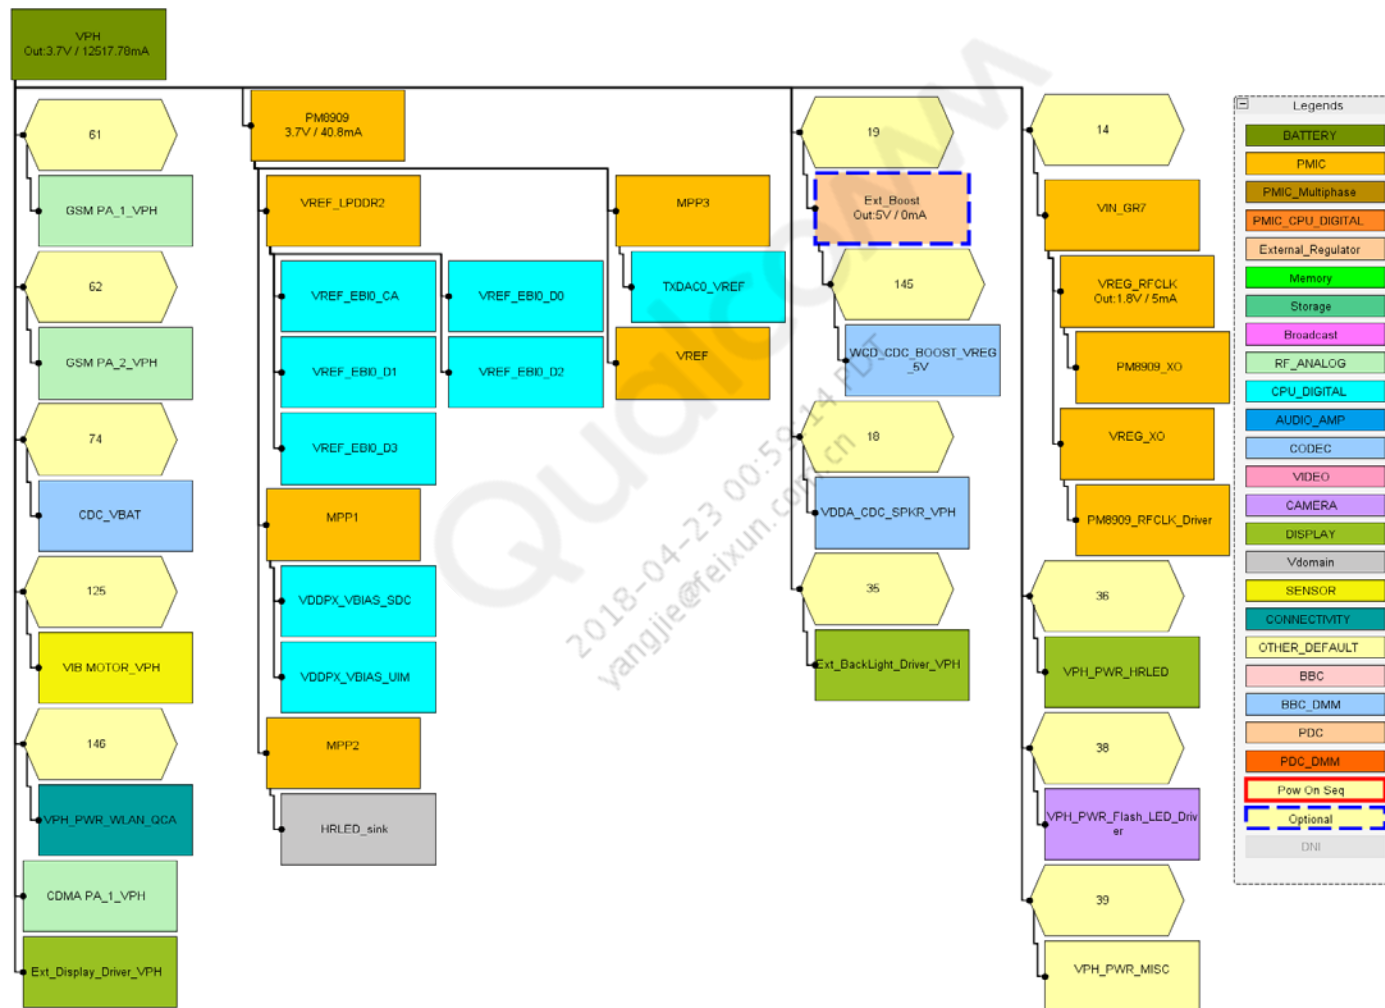 VPH
Out:3.7V / 12517.78mA
61
GSM PA_1_VPH
62
GSM PA_2_VPH
74
CDC_VBAT
125
VIB MOTOR_VPH
146
VPH_PWR_WLAN_QCA
CDMA PA_1_VPH
Ext_Display_Driver_VPH
PM8909
3.7V / 40.8mA
VREF_LPDDR2
VREF_EBI0_CA
VREF_EBI0_D0
VREF_EBI0_D1
VREF_EBI0_D2
VREF_EBI0_D3
MPP1
VDDPX_VBIAS_SDC
VDDPX_VBIAS_UIM
MPP2
HRLED_sink
MPP3
TXDAC0_VREF
VREF
19
Ext_Boost
Out:5V / 0mA
145
WCD_CDC_BOOST_VREG
_5V
18
VDDA_CDC_SPKR_VPH
35
Ext_BackLight_Driver_VPH
14
VIN_GR7
VREG_RFCLK
Out:1.8V / 5mA
PM8909_XO
VREG_XO
PM8909_RFCLK_Driver
36
VPH_PWR_HRLED
38
VPH_PWR_Flash_LED_Driv
er
39
VPH_PWR_MISC
Legends
BATTERY
PMIC
PMIC_Multiphase
PMIC_CPU_DIGITAL
External_Regulator
Memory
Storage
Broadcast
RF_ANALOG
CPU_DIGITAL
AUDIO_AMP
CODEC
VIDEO
CAMERA
DISPLAY
Vdomain
SENSOR
CONNECTIVITY
OTHER_DEFAULT
BBC
BBC_DMM
PDC
PDC_DMM
Pow On Seq
Optional
DNI
Qualcomm
2018-04-23 00:59:14 PDT
yangjie@feixun.com.cn